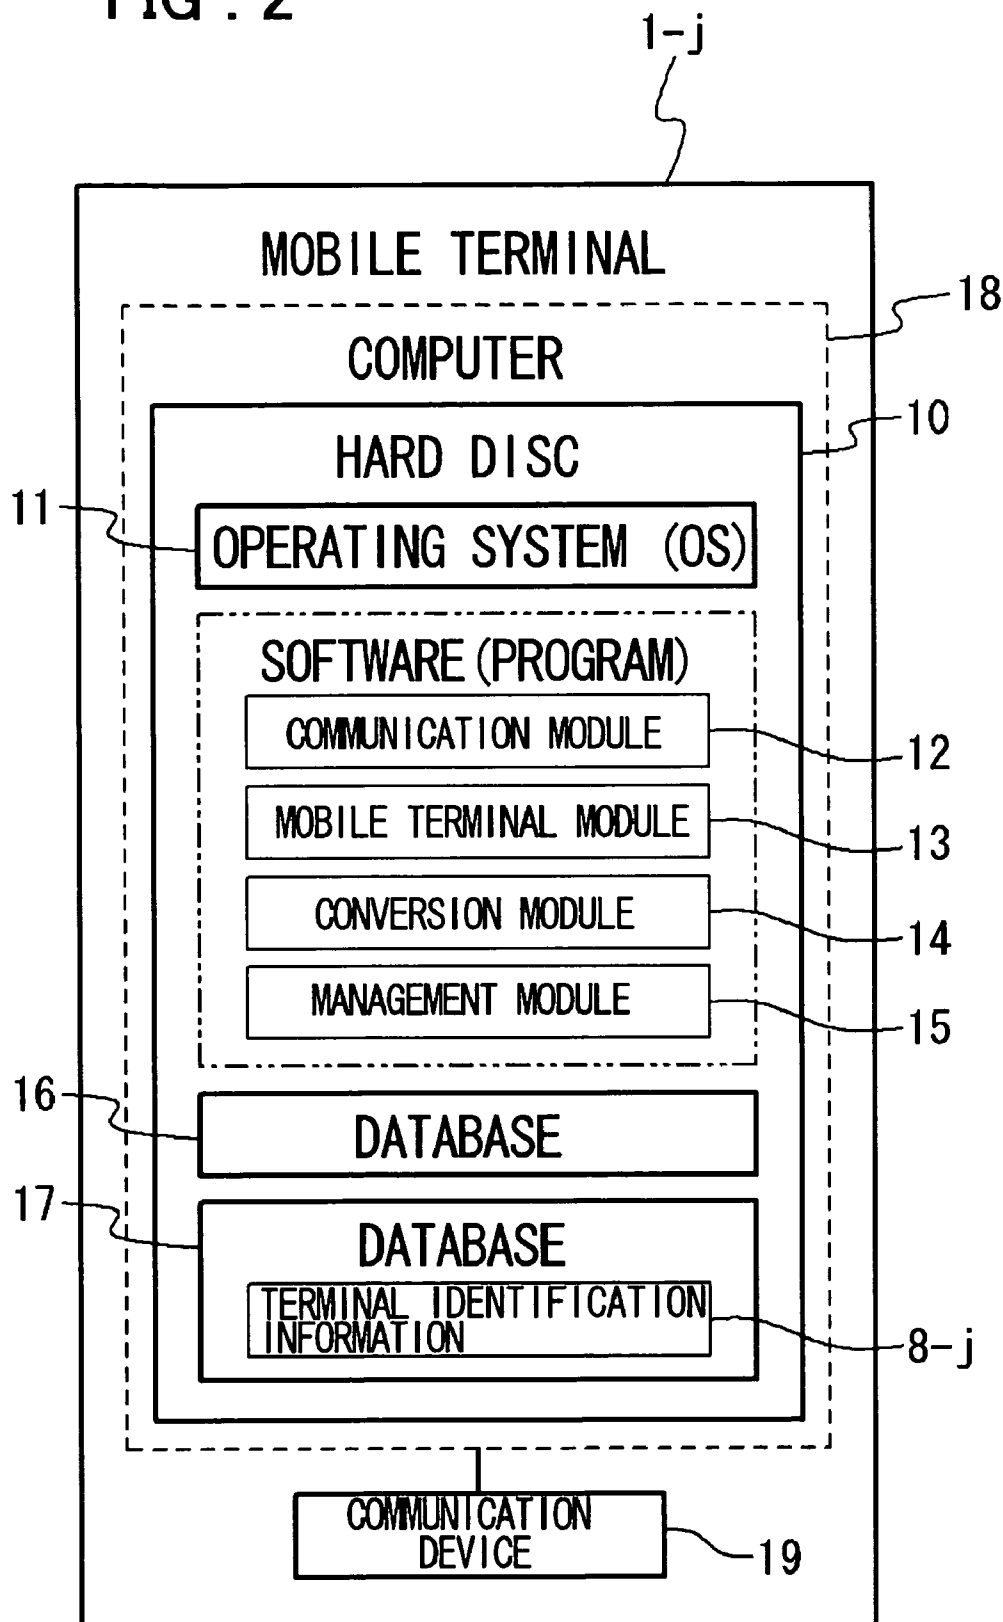 FIG . 2
1-j
MOBILE TERMINAL
18
COMPUTER
10
HARD DISC
11
OPERATING SYSTEM (OS)
SOFTWARE (PROGRAM)
COMMUNICATION MODULE
12
MOBILE TERMINAL MODULE
13
CONVERSION MODULE
14
MANAGEMENT MODULE
15
16
DATABASE
17
DATABASE
TERMINAL IDENTIFICATION
INFORMATION
8-j
COMMUNICATION
DEVICE
19